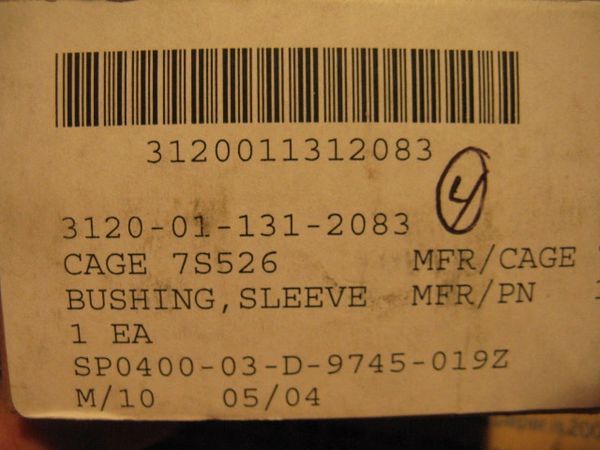 3120011312083
4
3120-01-131-2083
CAGE 7S526 MFR/CAGE
BUSHING,SLEEVE MFR/PN
1 EA
SP0400-03-D-9745-019Z
M/10 05/04